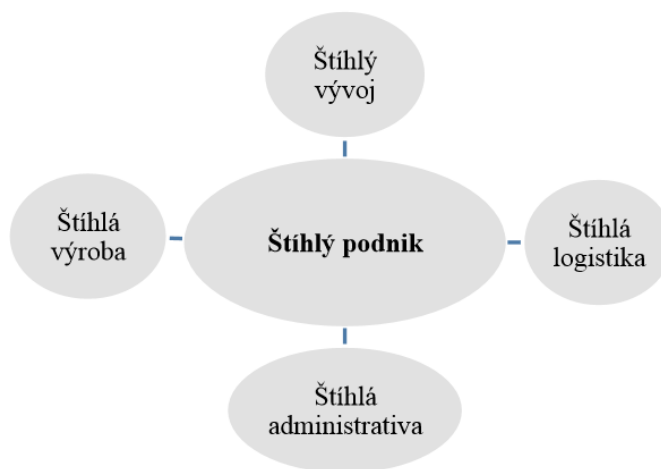 Štíhlý
vývoj
Štíhlá
výroba
Štíhlý podnik
Štíhlá
logistika
Štíhlá
administrativa